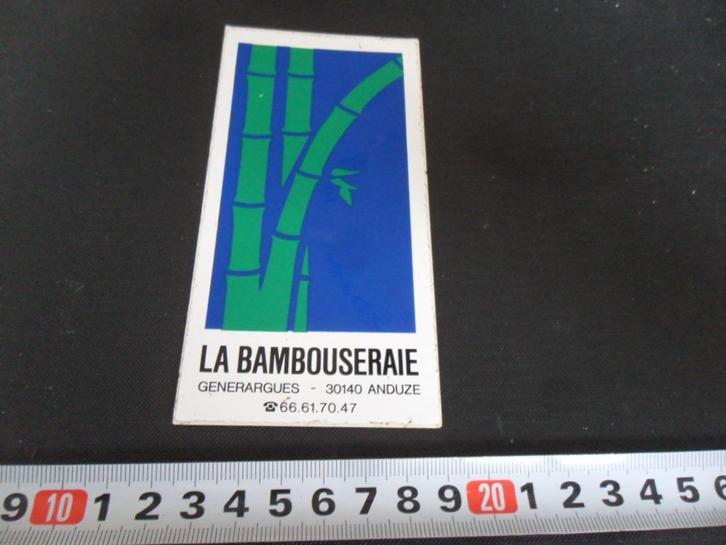 LA BAMBOUSERAIE
GENERARGUES - 30140 ANDUZE
☎66.61.70.47
9 10 1 2 3 4 5 6 7 8 9 20 1 2 3 4 5 6